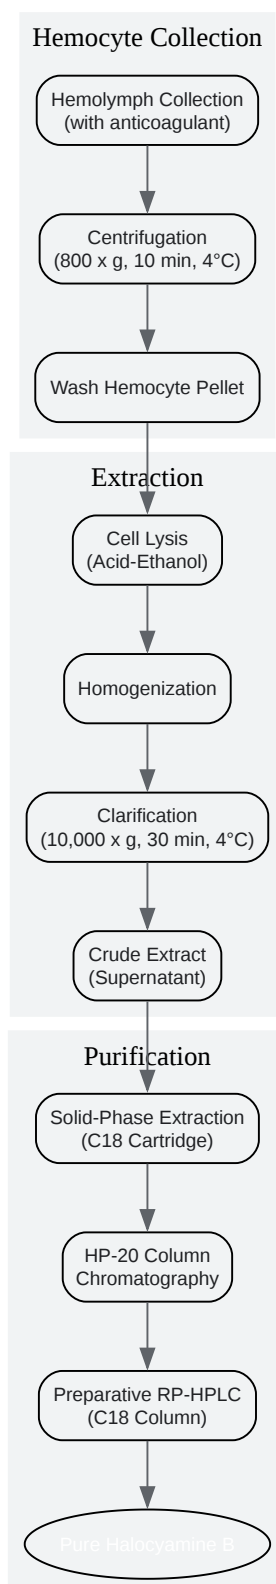 Hemocyte Collection
Hemolymph Collection
(with anticoagulant)
Centrifugation
(800 x g, 10 min, 4°C)
Wash Hemocyte Pellet
Extraction
Cell Lysis
(Acid-Ethanol)
Homogenization
Clarification
(10,000 x g, 30 min, 4°C)
Crude Extract
(Supernatant)
Purification
Solid-Phase Extraction
(C18 Cartridge)
HP-20 Column
Chromatography
Preparative RP-HPLC
(C18 Column)
Pure Halocyamine B